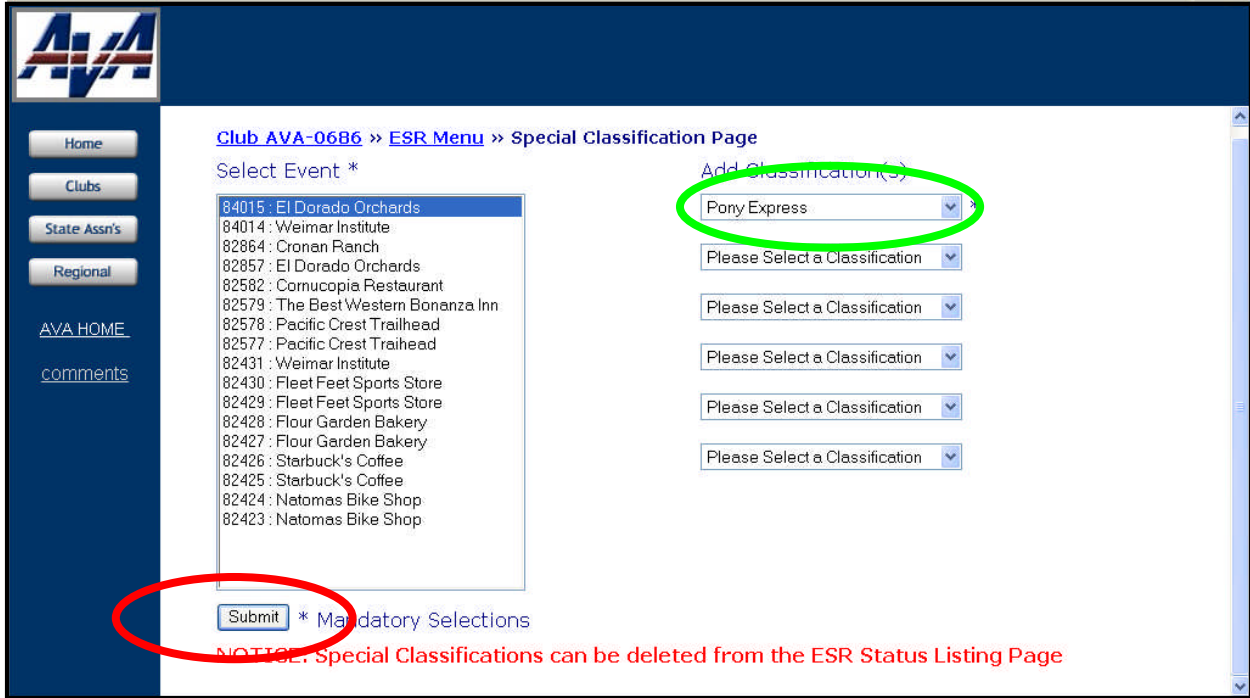 AVA
Home
Clubs
State Assn's
Regional
AVA HOME
comments
Club AVA-0686 » ESR Menu » Special Classification Page
Select Event *
84015 : El Dorado Orchards
84014 : Weimar Institute
82864 : Cronan Ranch
82857 : El Dorado Orchards
82582 : Cornucopia Restaurant
82579 : The Best Western Bonanza Inn
82578 : Pacific Crest Trailhead
82577 : Pacific Crest Traihead
82431 : Weimar Institute
82430 : Fleet Feet Sports Store
82429 : Fleet Feet Sports Store
82428 : Flour Garden Bakery
82427 : Flour Garden Bakery
82426 : Starbuck's Coffee
82425 : Starbuck's Coffee
82424 : Natomas Bike Shop
82423 : Natomas Bike Shop
Add Classification(s)
Pony Express *
Please Select a Classification
Please Select a Classification
Please Select a Classification
Please Select a Classification
Please Select a Classification
Submit * Mandatory Selections
NOTICE: Special Classifications can be deleted from the ESR Status Listing Page